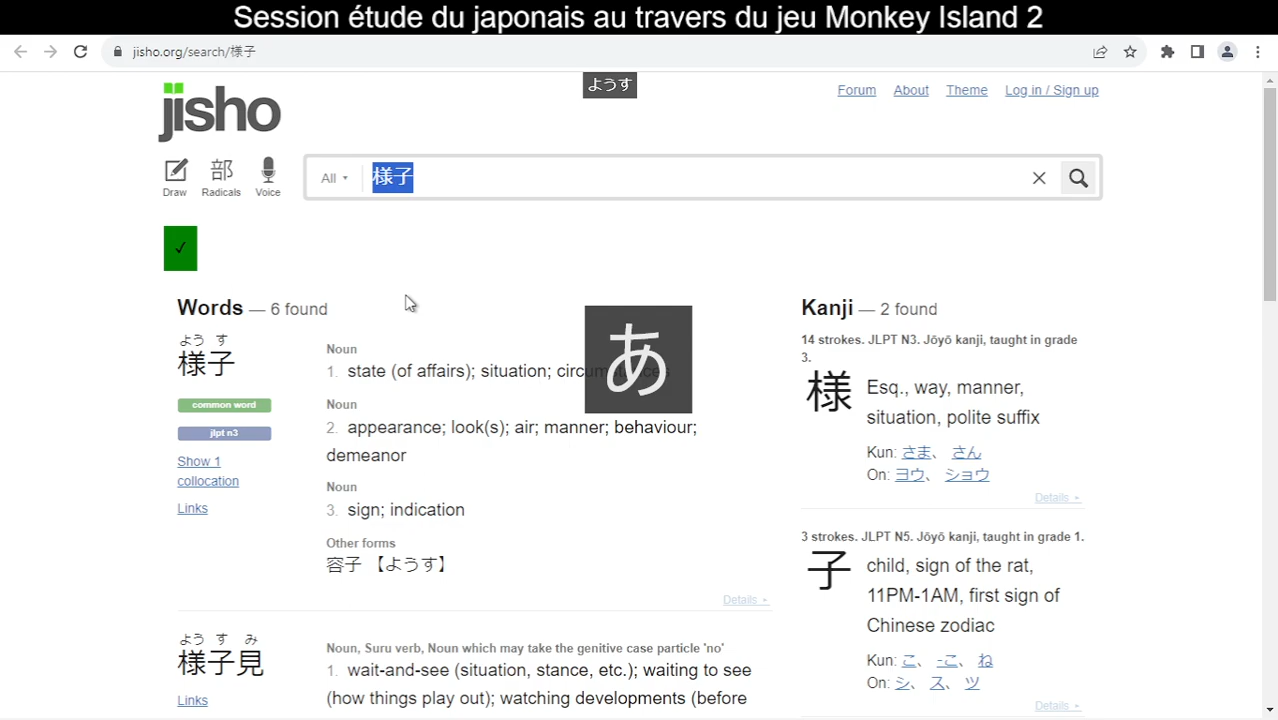 Session étude du japonais au travers du jeu Monkey Island 2
jisho.org/search/様子
ようす
jisho
Forum About Theme Log in / Sign up
部
Draw Radicals Voice
All 様子
✓
Words — 6 found
よう す
様子
common word
jlpt n3
Show 1
collocation
Links
Noun
1. state (of affairs); situation; circumstances
Noun
2. appearance; look(s); air; manner; behaviour;
demeanor
Noun
3. sign; indication
Other forms
容子 【ようす】
Details
あ
よう す み
様子見
Links
Noun, Suru verb, Noun which may take the genitive case particle 'no'
1. wait-and-see (situation, stance, etc.); waiting to see
(how things play out); watching developments (before
Kanji — 2 found
14 strokes. JLPT N3. Jōyō kanji, taught in grade
3.
様
Esq., way, manner,
situation, polite suffix
Kun: さま、 さん
On: ヨウ、 ショウ
Details
3 strokes. JLPT N5. Jōyō kanji, taught in grade 1.
子
child, sign of the rat,
11PM-1AM, first sign of
Chinese zodiac
Kun: こ、 -こ、 ね
On: シ、 ス、 ツ
Details